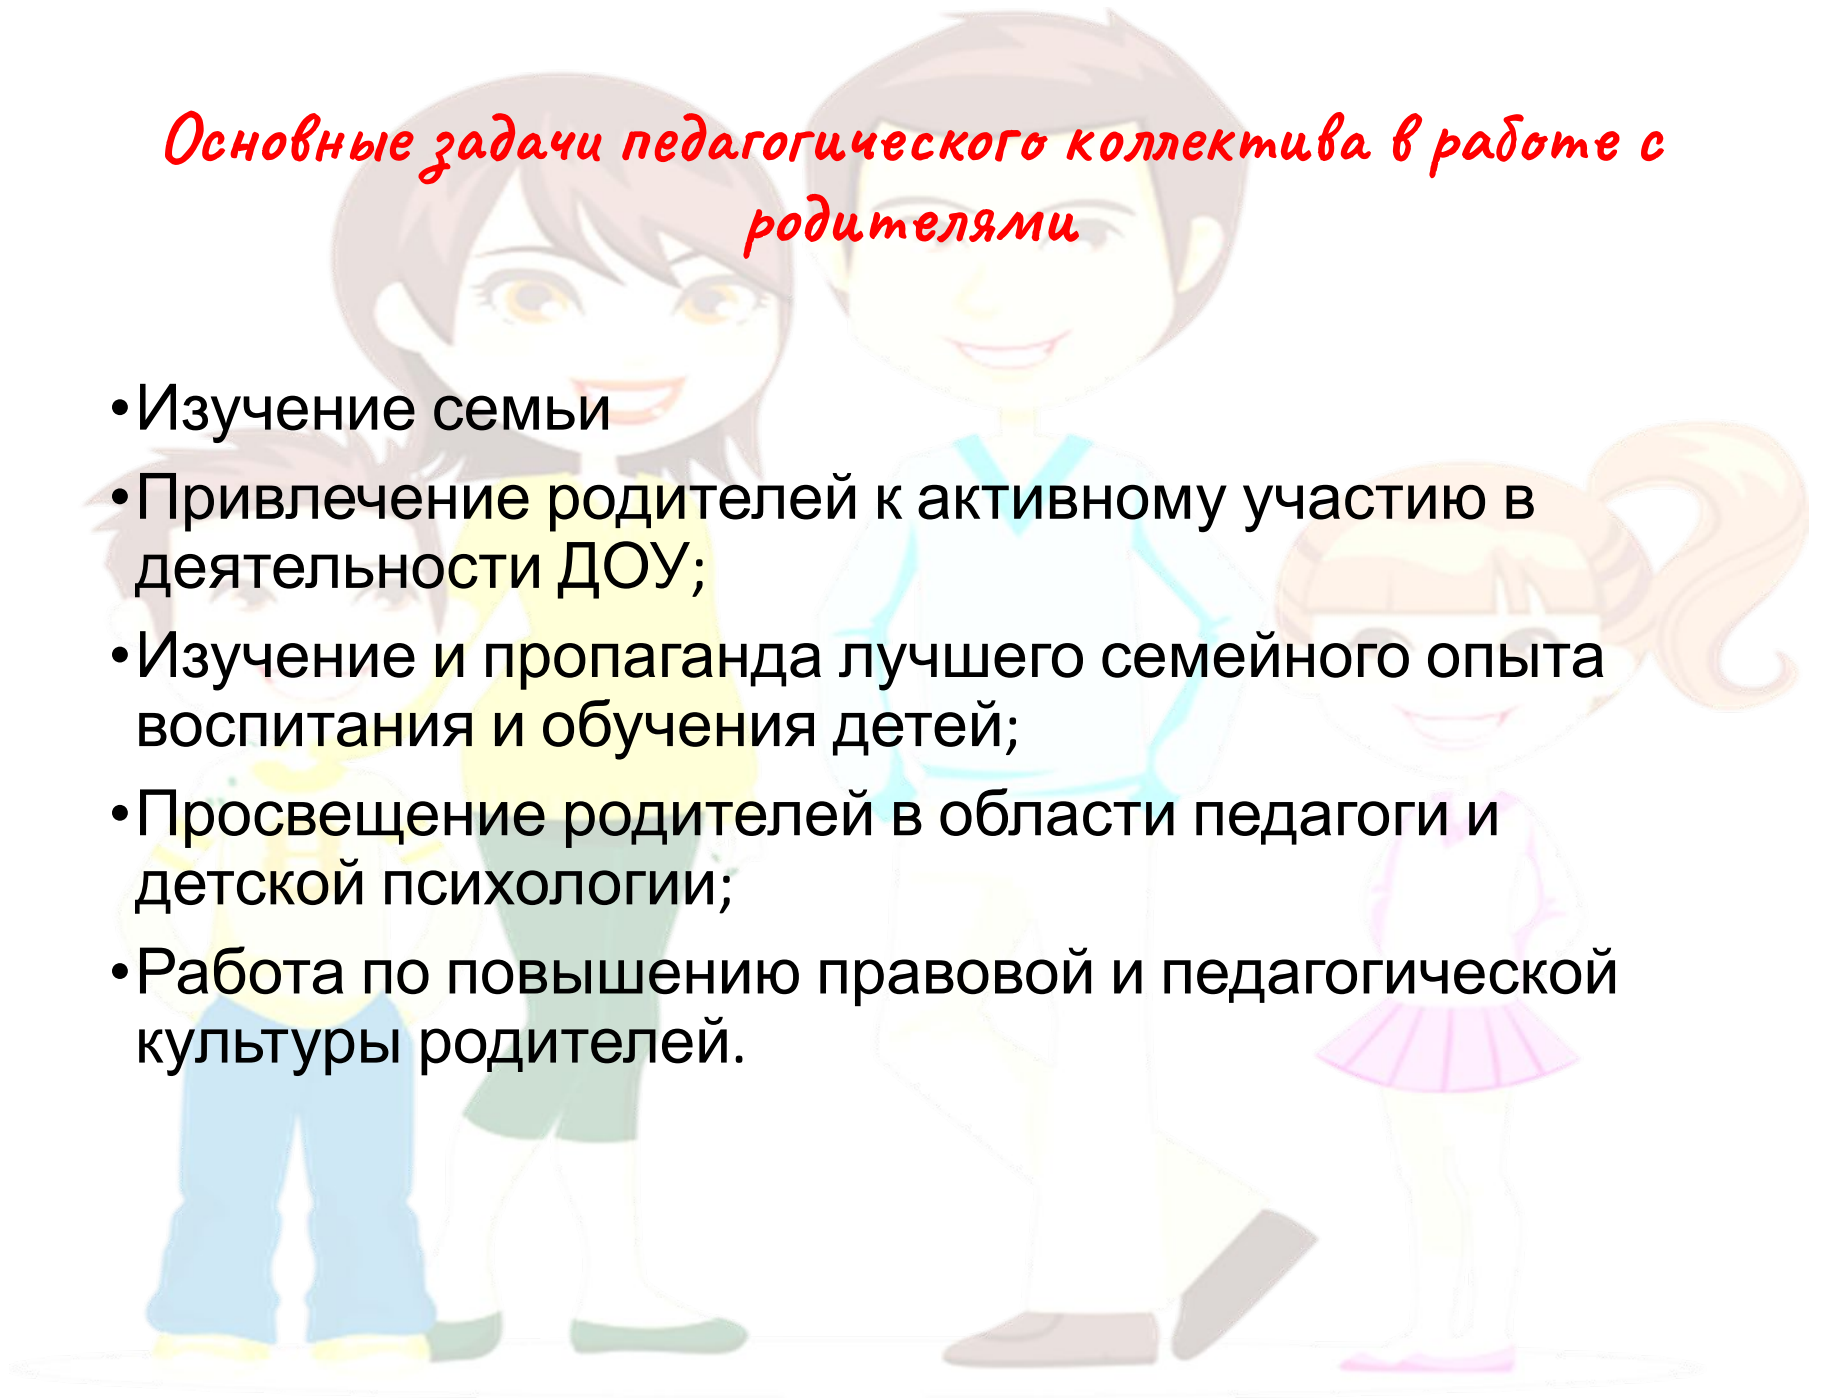 Основные задачи педагогического коллектива в работе с
родителями
•Изучение семьи
•Привлечение родителей к активному участию в
деятельности ДОУ;
•Изучение и пропаганда лучшего семейного опыта
воспитания и обучения детей;
•Просвещение родителей в области педагоги и
детской психологии;
•Работа по повышению правовой и педагогической
культуры родителей.